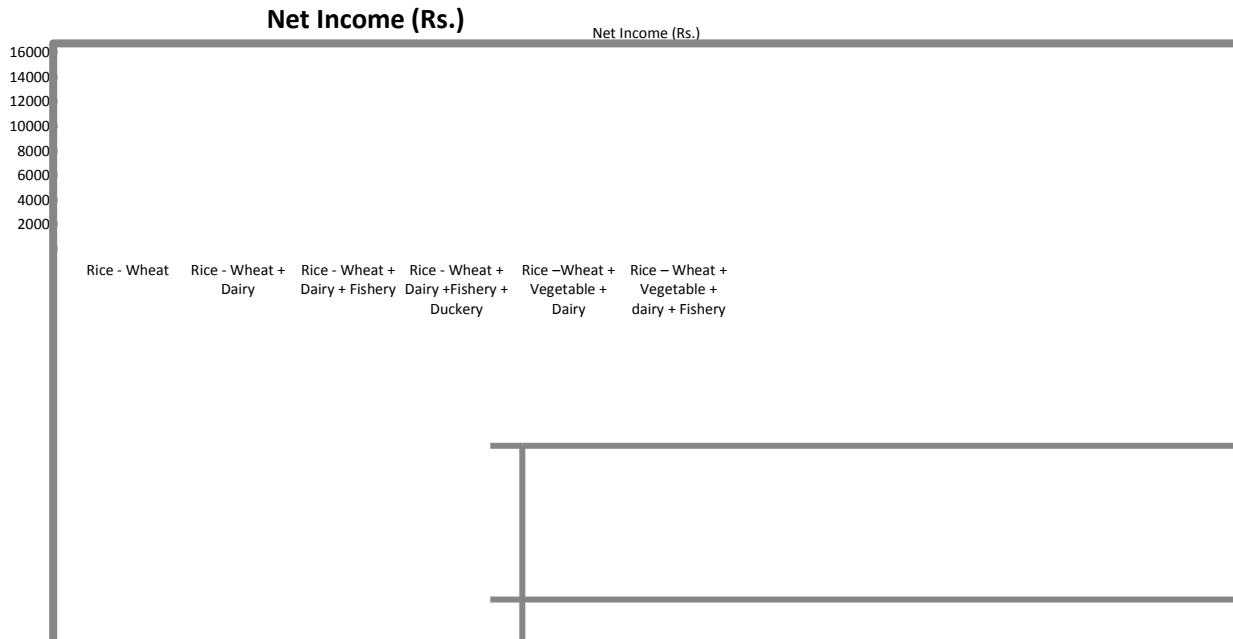 Net Income (Rs.)
Net Income (Rs.)
16000
14000
12000
10000
8000
6000
4000
2000
Rice - Wheat
Rice - Wheat +
Dairy
Rice - Wheat +
Dairy + Fishery
Rice - Wheat +
Dairy +Fishery +
Duckery
Rice –Wheat +
Vegetable +
Dairy
Rice – Wheat +
Vegetable +
dairy + Fishery